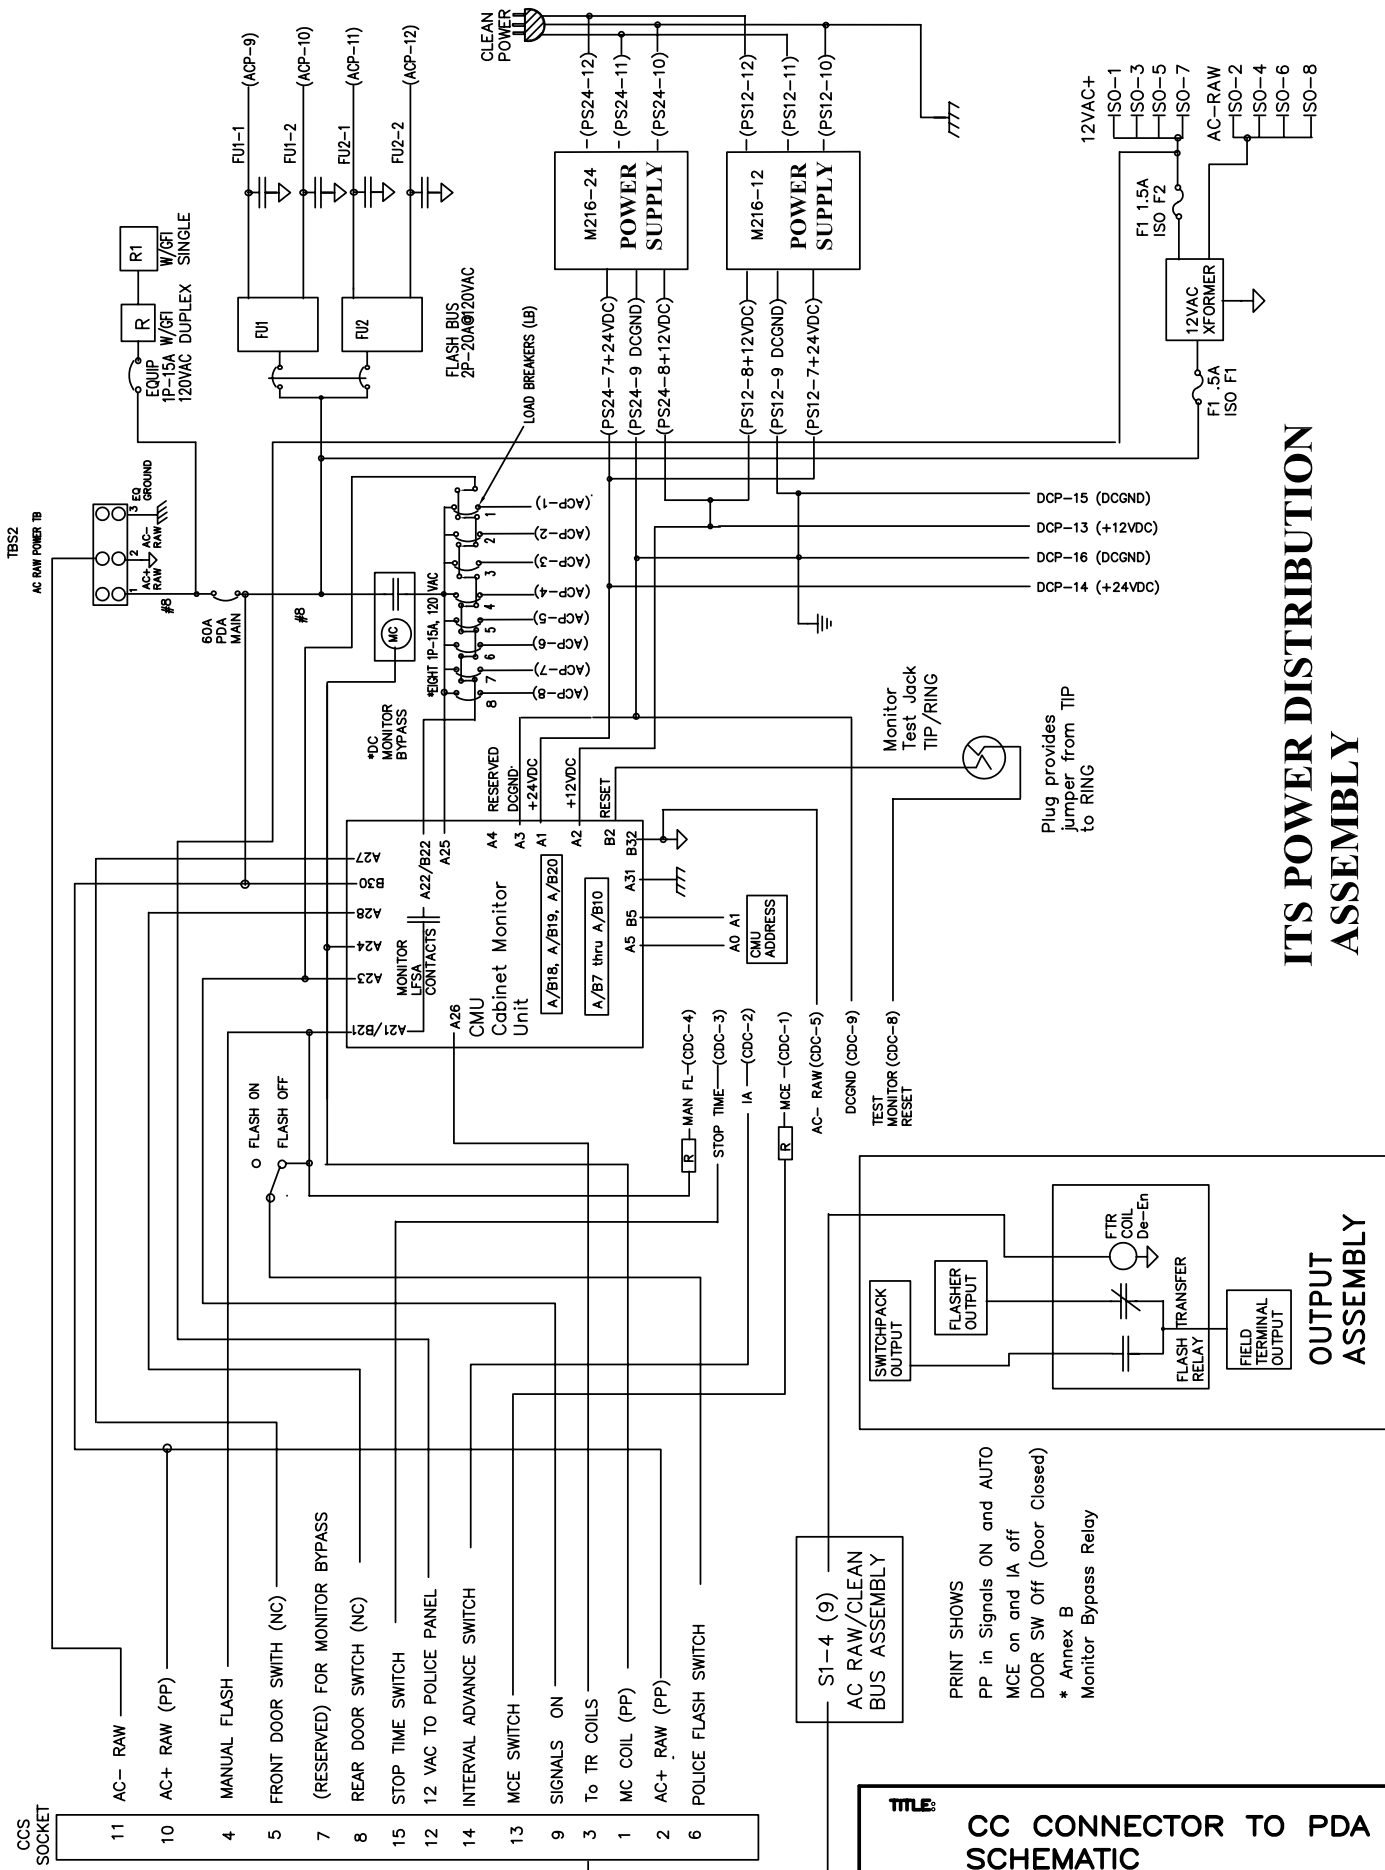 TBS2
AC RAW POWER TB
1
2
3
AC+
RAW
AC-
RAW
EQ
GROUND
#8
60A
PDA
MAIN
#8
EQUIP
1P-15A
120VAC
R
W/GFI
DUPLEX
R1
W/GFI
SINGLE
FU1
FU2
FU1-1
FU1-2
FU2-1
FU2-2
(ACP-9)
(ACP-10)
(ACP-11)
(ACP-12)
FLASH BUS
2P-20A@120VAC
LOAD BREAKERS (LB)
CLEAN
POWER
M216-24
POWER
SUPPLY
(PS24-12)
(PS24-11)
(PS24-10)
(PS24-7+24VDC)
(PS24-9 DCGND)
(PS24-8+12VDC)
M216-12
POWER
SUPPLY
(PS12-12)
(PS12-11)
(PS12-10)
(PS12-8+12VDC)
(PS12-9 DCGND)
(PS12-7+24VDC)
12VAC+
ISO-1
ISO-3
ISO-5
ISO-7
AC-RAW
ISO-2
ISO-4
ISO-6
ISO-8
F1 1.5A
ISO F2
12VAC
XFORMER
F1 .5A
ISO F1
MC
*DC
MONITOR
BYPASS
*EIGHT 1P-15A, 120 VAC
1
2
3
4
5
6
7
8
(ACP-1)
(ACP-2)
(ACP-3)
(ACP-4)
(ACP-5)
(ACP-6)
(ACP-7)
(ACP-8)
DCP-15 (DCGND)
DCP-13 (+12VDC)
DCP-16 (DCGND)
DCP-14 (+24VDC)
RESERVED
DCGND
+24VDC
+12VDC
RESET
A27
B30
A28
A24
A23
A21/B21
A22/B22
A25
A4
A3
A1
A2
B2
B32
A31
B5
A5
A26
MONITOR
LFSA
CONTACTS
CMU
Cabinet Monitor
Unit
A/B18, A/B19, A/B20
A/B7 thru A/B10
A0 A1
CMU
ADDRESS
Monitor
Test Jack
TIP/RING
Plug provides
jumper from TIP
to RING
FLASH ON
FLASH OFF
R
MAN FL-(CDC-4)
STOP TIME-(CDC-3)
IA-(CDC-2)
R
MCE-(CDC-1)
AC- RAW(CDC-5)
DCGND (CDC-9)
TEST
MONITOR (CDC-8)
RESET
ITS POWER DISTRIBUTION
ASSEMBLY
CCS
SOCKET
11 AC- RAW
10 AC+ RAW (PP)
4 MANUAL FLASH
5 FRONT DOOR SWITH (NC)
7 (RESERVED) FOR MONITOR BYPASS
8 REAR DOOR SWTCH (NC)
15 STOP TIME SWITCH
12 12 VAC TO POLICE PANEL
14 INTERVAL ADVANCE SWITCH
13 MCE SWITCH
9 SIGNALS ON
3 To TR COILS
1 MC COIL (PP)
2 AC+ RAW (PP)
6 POLICE FLASH SWITCH
S1-4 (9)
AC RAW/CLEAN
BUS ASSEMBLY
SWITCHPACK
OUTPUT
FLASHER
OUTPUT
FTR
COIL
De-En
FLASH TRANSFER
RELAY
FIELD
TERMINAL
OUTPUT
OUTPUT
ASSEMBLY
PRINT SHOWS
PP in Signals ON and AUTO
MCE on and IA off
DOOR SW Off (Door Closed)
* Annex B
Monitor Bypass Relay
TITLE:
CC CONNECTOR TO PDA
SCHEMATIC